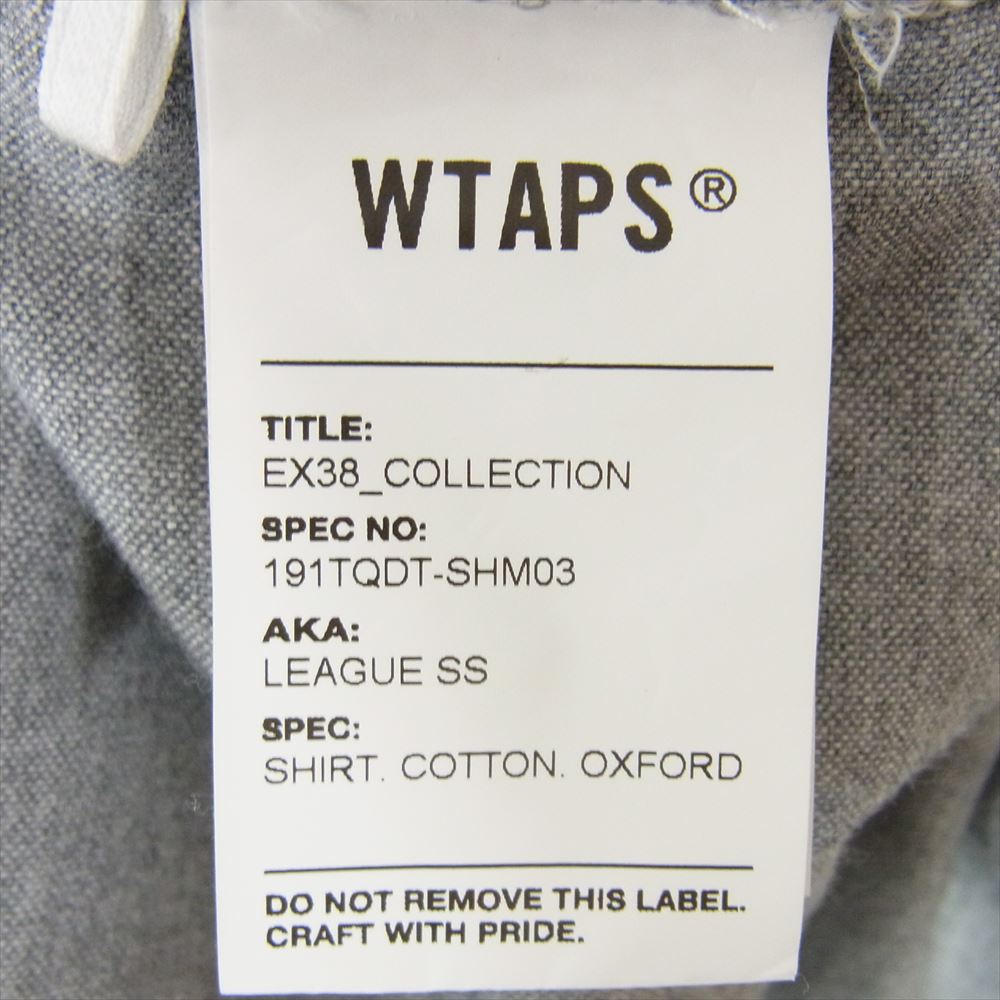 WTAPS®
TITLE:
EX38_COLLECTION
SPEC NO:
191TQDT-SHM03
AKA:
LEAGUE SS
SPEC:
SHIRT. COTTON. OXFORD
DO NOT REMOVE THIS LABEL.
CRAFT WITH PRIDE.